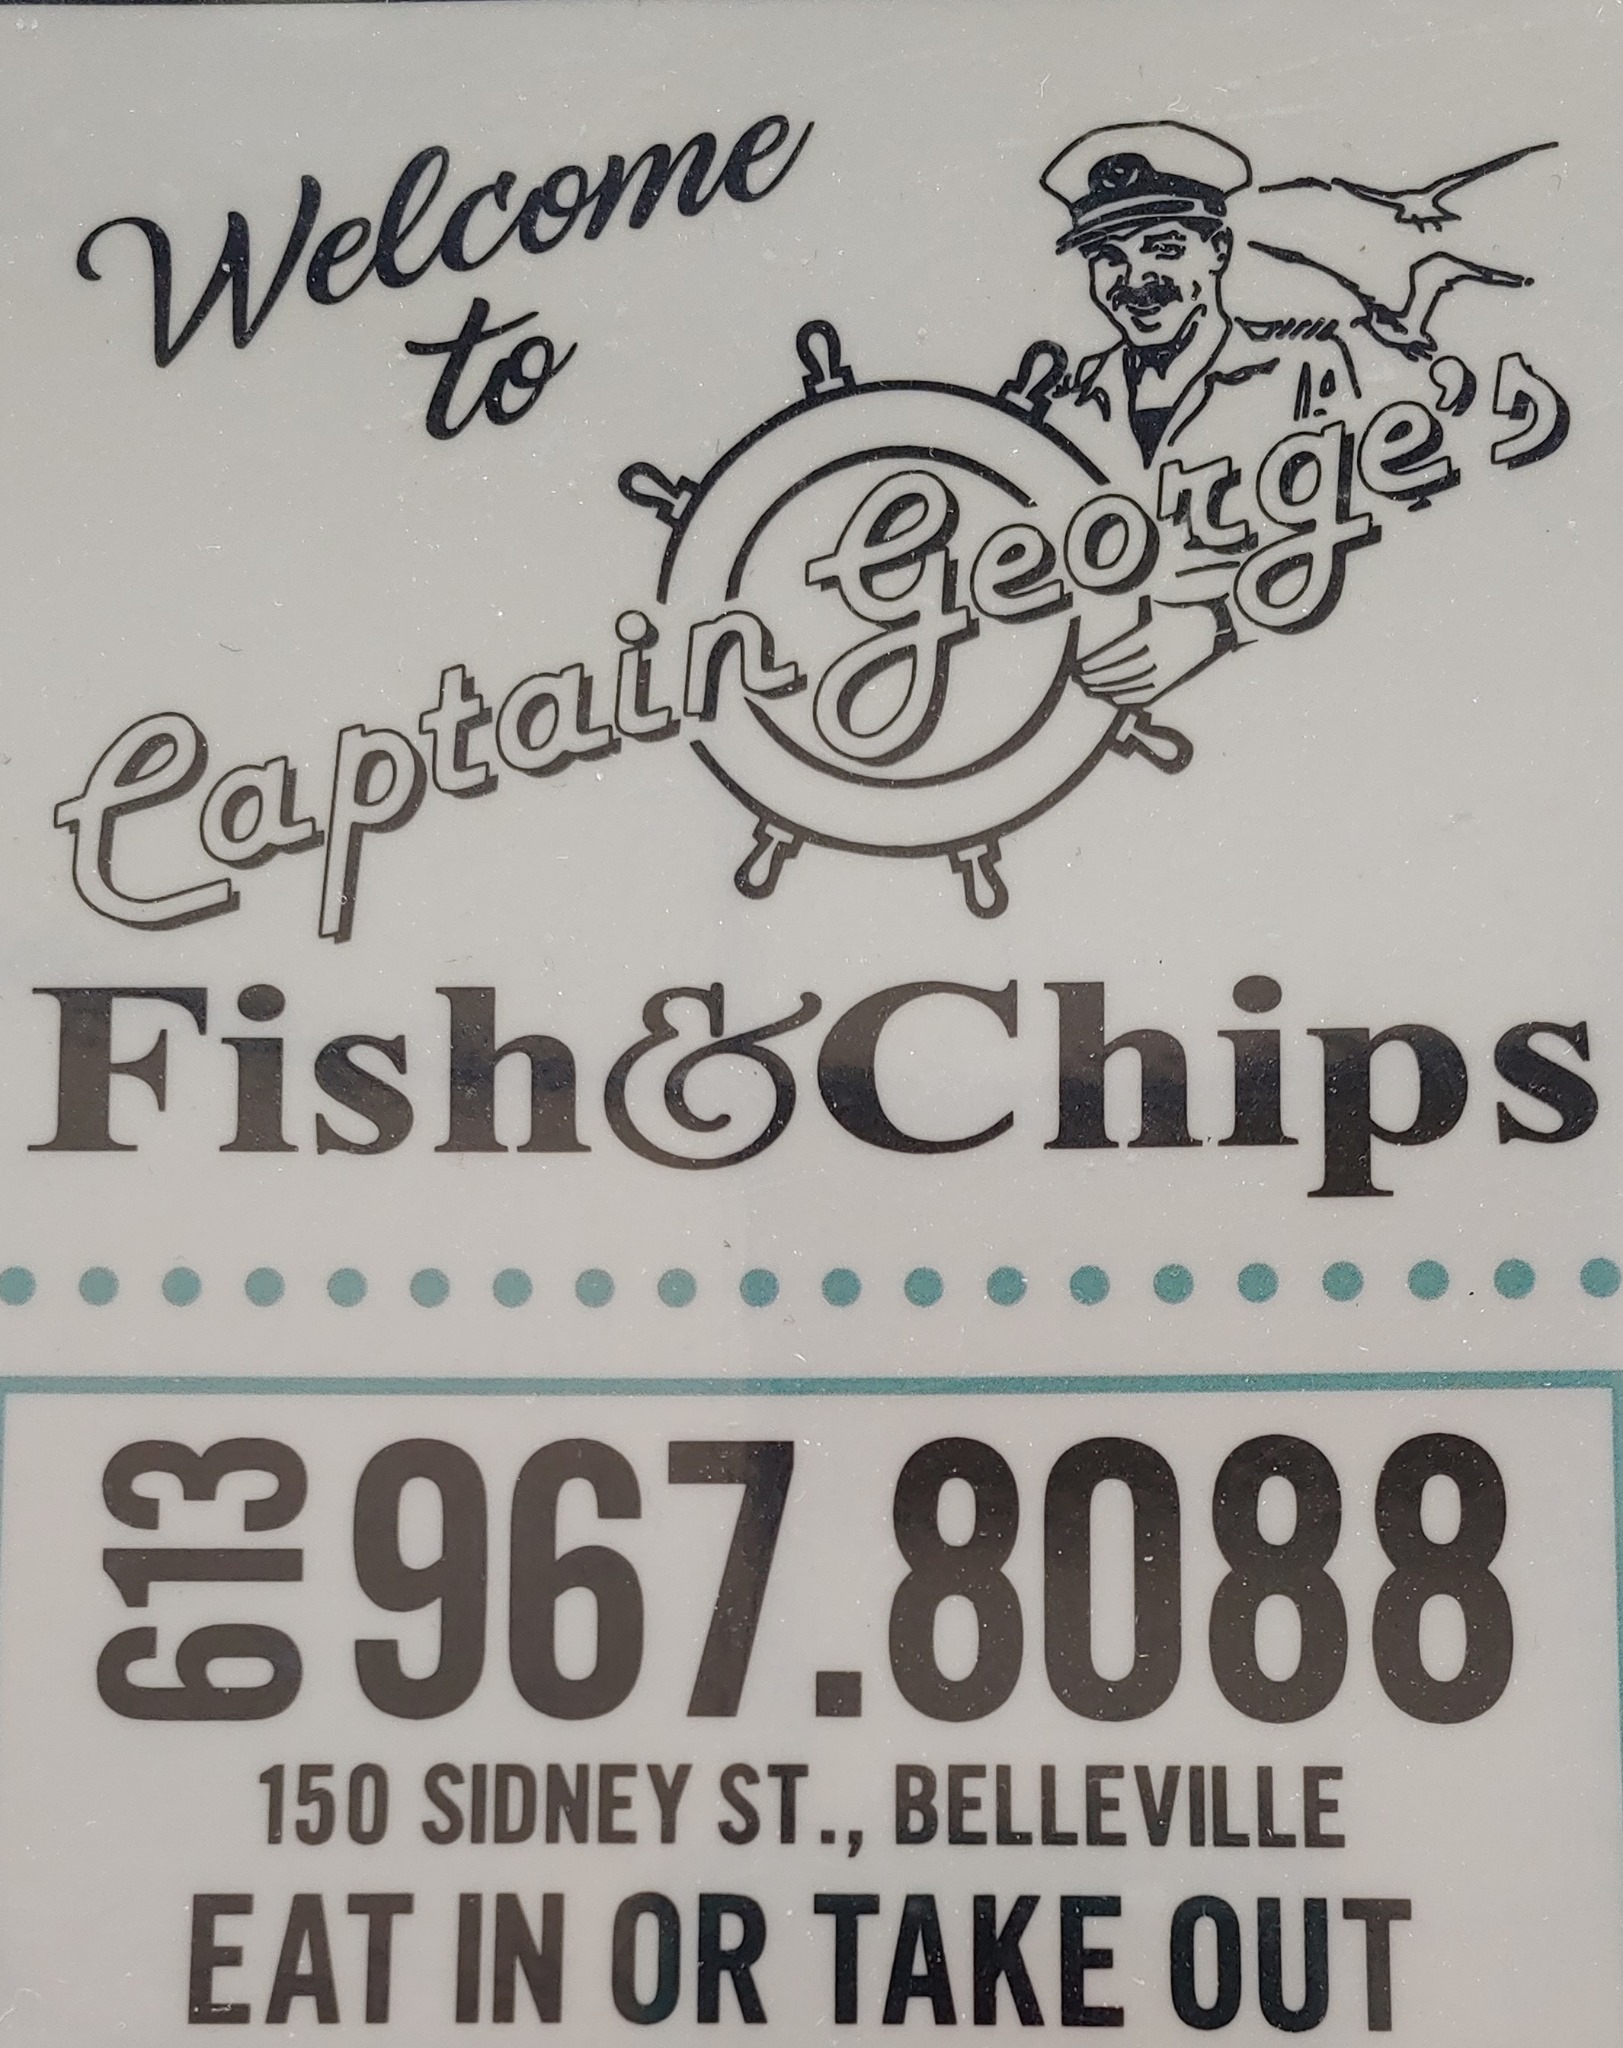 Welcome
to
Captain George's
Fish & Chips
613 967.8088
150 SIDNEY ST., BELLEVILLE
EAT IN OR TAKE OUT